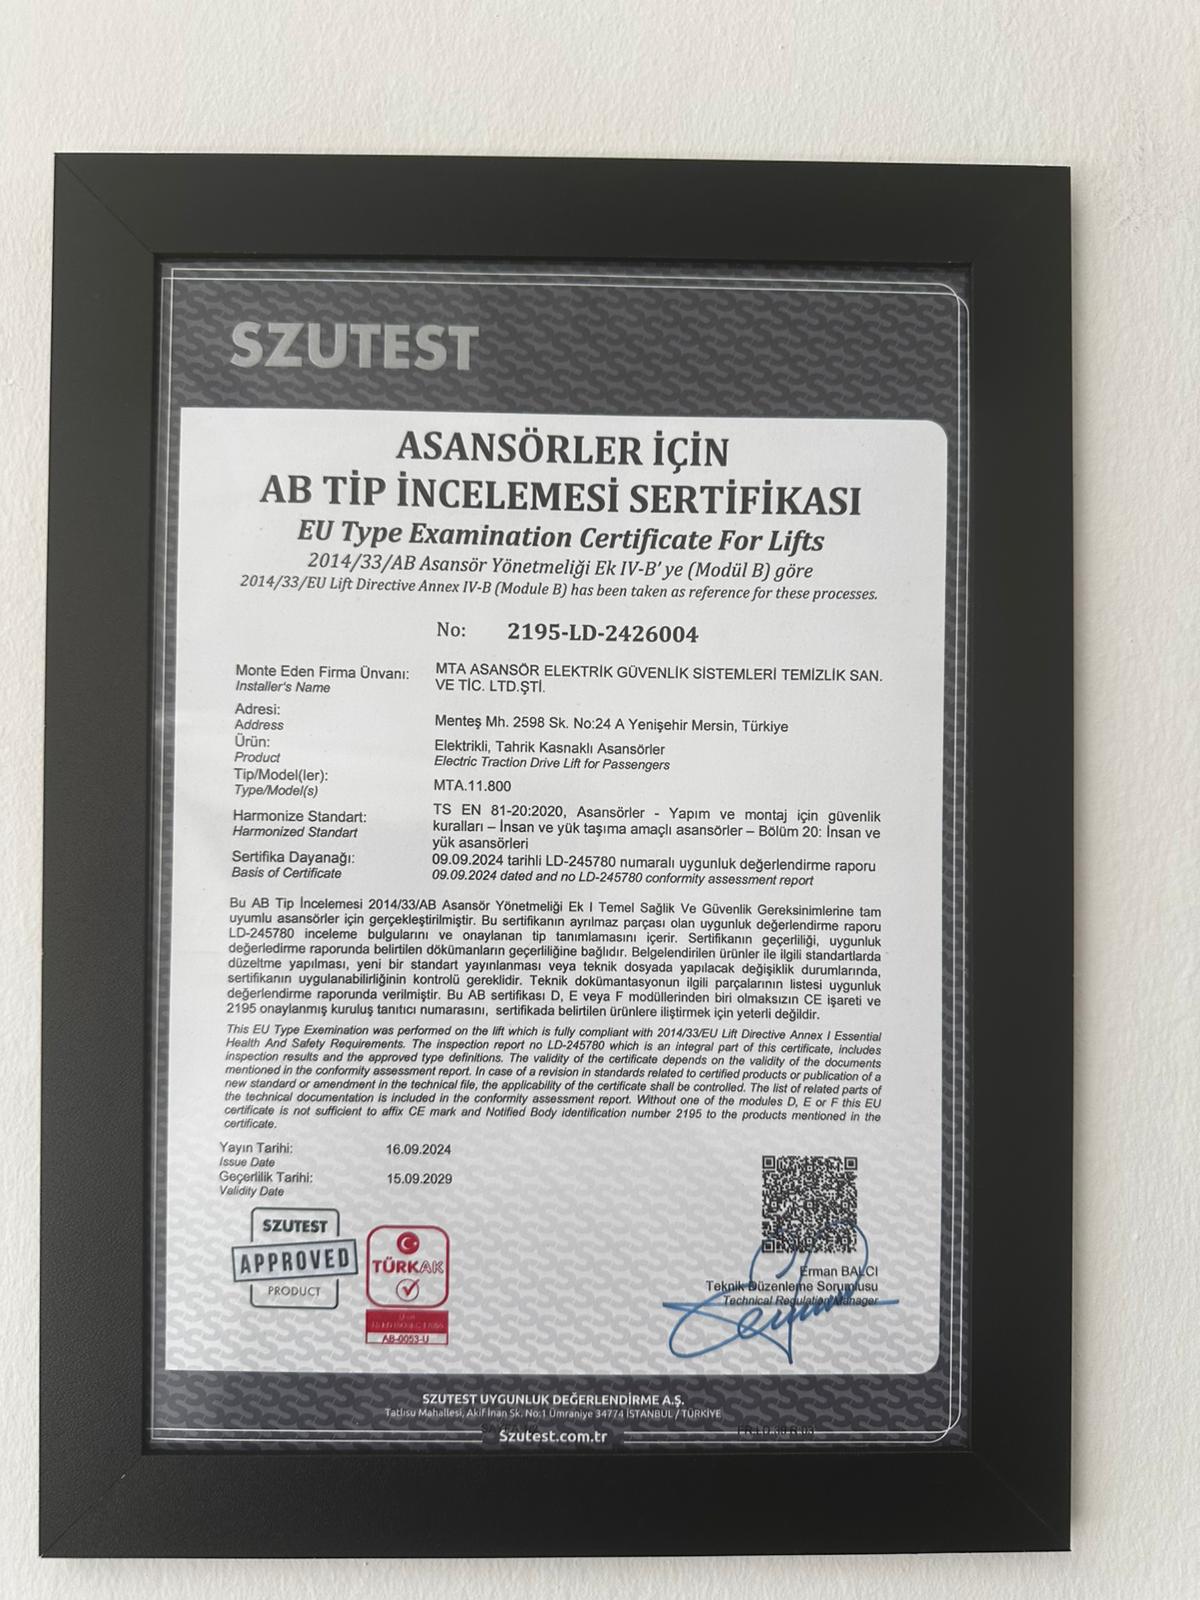 SZUTEST
ASANSÖRLER İÇİN
AB TİP İNCELEMESİ SERTİFİKASI
EU Type Examination Certificate For Lifts
2014/33/AB Asansör Yönetmeliği Ek IV-B' ye (Modül B) göre
2014/33/EU Lift Directive Annex IV-B (Module B) has been taken as reference for these processes.
No: 2195-LD-2426004
Monte Eden Firma Ünvanı: MTA ASANSÖR ELEKTRİK GÜVENLİK SİSTEMLERİ TEMİZLİK SAN.
Installer's Name VE TİC. LTD.ŞTİ.
Adresi:
Address Menteş Mh. 2598 Sk. No:24 A Yenişehir Mersin, Türkiye
Ürün: Elektrikli, Tahrik Kasnaklı Asansörler
Product Electric Traction Drive Lift for Passengers
Tip/Model(ler):
Type/Model(s) MTA.11.800
Harmonize Standart: TS EN 81-20:2020, Asansörler - Yapım ve montaj için güvenlik
Harmonized Standart kuralları – İnsan ve yük taşıma amaçlı asansörler – Bölüm 20: İnsan ve
yük asansörleri
Sertifika Dayanağı: 09.09.2024 tarihli LD-245780 numaralı uygunluk değerlendirme raporu
Basis of Certificate 09.09.2024 dated and no LD-245780 conformity assessment report
Bu AB Tip İncelemesi 2014/33/AB Asansör Yönetmeliği Ek I Temel Sağlık Ve Güvenlik Gereksinimlerine tam
uyumlu asansörler için gerçekleştirilmiştir. Bu sertifikanın ayrılmaz parçası olan uygunluk değerlendirme raporu
LD-245780 inceleme bulgularını ve onaylanan tip tanımlamasını içerir. Sertifikanın geçerliliği, uygunluk
değerledirme raporunda belirtilen dökümanların geçerliliğine bağlıdır. Belgelendirilen ürünler ile ilgili standartlarda
düzeltme yapılması, yeni bir standart yayınlanması veya teknik dosyada yapılacak değişiklik durumlarında,
sertifikanın uygulanabilirliğinin kontrolü gereklidir. Teknik dokümantasyonun ilgili parçalarının listesi uygunluk
değerlendirme raporunda verilmiştir. Bu AB sertifikası D, E veya F modüllerinden biri olmaksızın CE işareti ve
2195 onaylanmış kuruluş tanıtıcı numarasını, sertifikada belirtilen ürünlere iliştirmek için yeterli değildir.
This EU Type Exemination was performed on the lift which is fully compliant with 2014/33/EU Lift Directive Annex I Essential
Health And Safety Requirements. The inspection report no LD-245780 which is an integral part of this certificate, includes
inspection results and the approved type definitions. The validity of the certificate depends on the validity of the documents
mentioned in the conformity assessment report. In case of a revision in standards related to certified products or publication of a
new standard or amendment in the technical file, the applicability of the certificate shall be controlled. The list of related parts of
the technical documentation is included in the conformity assessment report. Without one of the modules D, E or F this EU
certificate is not sufficient to affix CE mark and Notified Body identification number 2195 to the products mentioned in the
certificate.
Yayın Tarihi: 16.09.2024
Issue Date
Geçerlilik Tarihi: 15.09.2029
Validity Date
SZUTEST
APPROVED
PRODUCT
TÜRKAK
AB-0053-U
Erman BALCI
Teknik Düzenleme Sorumlusu
Technical Regulation Manager
SZUTEST UYGUNLUK DEĞERLENDİRME A.Ş.
Tatlısu Mahallesi, Akif İnan Sk. No:1 Ümraniye 34774 İSTANBUL / TÜRKİYE
Szutest.com.tr